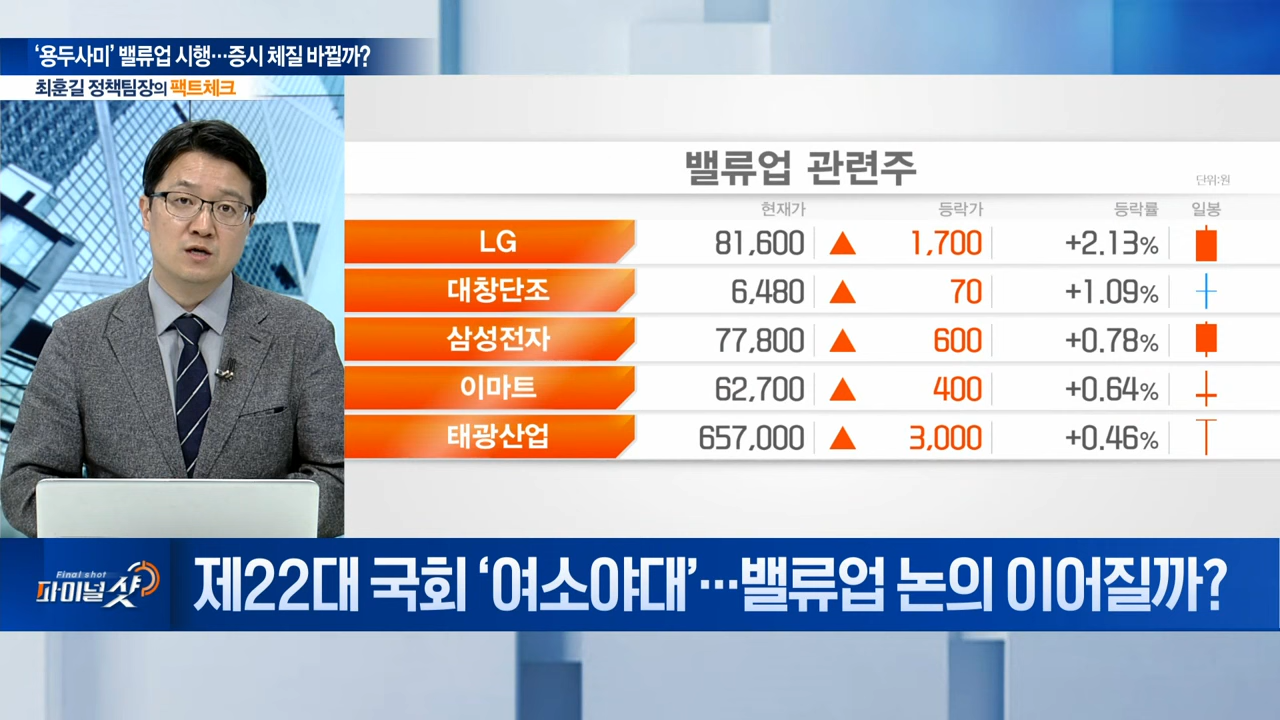 ‘용두사미’ 밸류업 시행…증시 체질 바뀔까?
최훈길 정책팀장의 팩트체크
밸류업 관련주
단위:원
현재가 등락가 등락률 일봉
LG 81,600 ▲ 1,700 +2.13%
대창단조 6,480 ▲ 70 +1.09%
삼성전자 77,800 ▲ 600 +0.78%
이마트 62,700 ▲ 400 +0.64%
태광산업 657,000 ▲ 3,000 +0.46%
Final shot
파이널샷
제22대 국회 ‘여소야대’…밸류업 논의 이어질까?